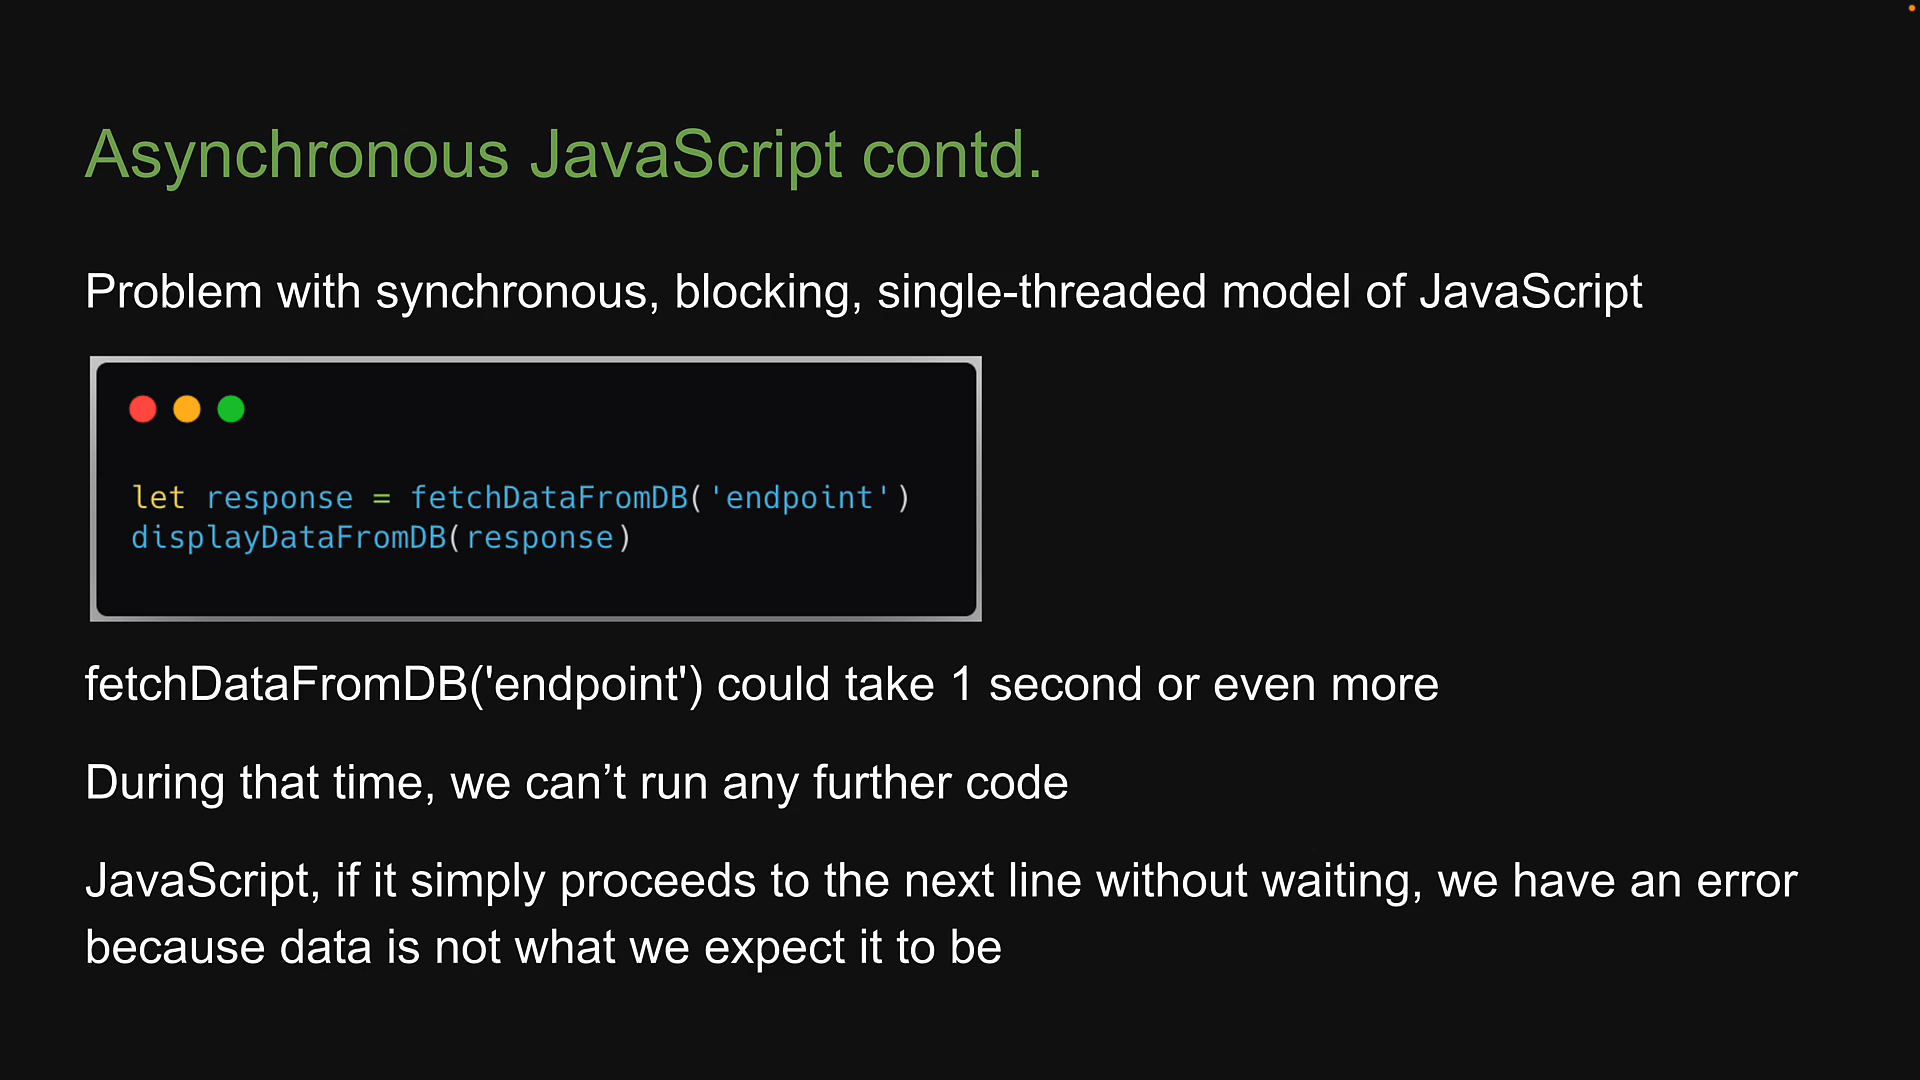 Asynchronous JavaScript contd.
Problem with synchronous, blocking, single-threaded model of JavaScript
let response = fetchDataFromDB('endpoint')
displayDataFromDB(response)
fetchDataFromDB('endpoint') could take 1 second or even more
During that time, we can’t run any further code
JavaScript, if it simply proceeds to the next line without waiting, we have an error
because data is not what we expect it to be